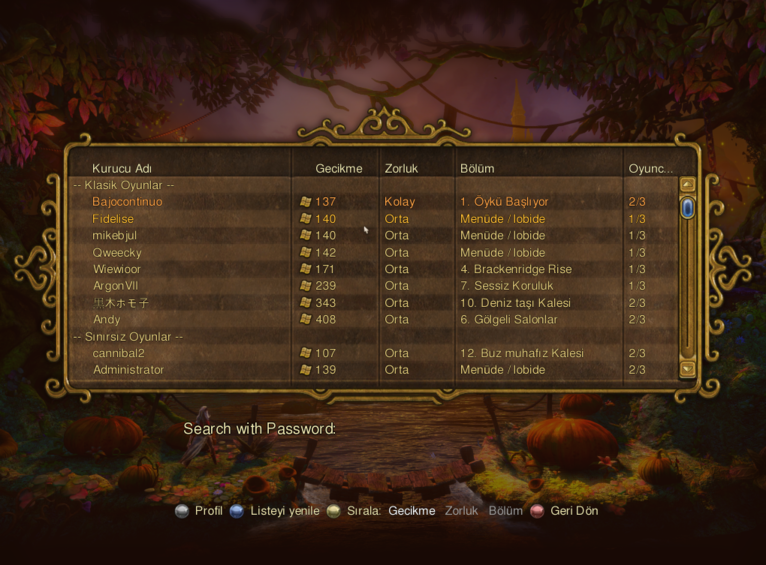 Kurucu Adı Gecikme Zorluk Bölüm Oyunc...
-- Klasik Oyunlar --
Bajocontinuo 137 Kolay 1. Öykü Başlıyor 2/3
Fidelise 140 Orta Menüde / lobide 1/3
mikebjul 140 Orta Menüde / lobide 1/3
Qweecky 142 Orta Menüde / lobide 1/3
Wiewioor 171 Orta 4. Brackenridge Rise 1/3
ArgonVII 239 Orta 7. Sessiz Koruluk 1/3
黒木ホモ子 343 Orta 10. Deniz taşı Kalesi 2/3
Andy 408 Orta 6. Gölgeli Salonlar 2/3
-- Sınırsız Oyunlar --
cannibal2 107 Orta 12. Buz muhafız Kalesi 2/3
Administrator 139 Orta Menüde / lobide 2/3
Search with Password:
Profil Listeyi yenile Sırala: Gecikme Zorluk Bölüm Geri Dön